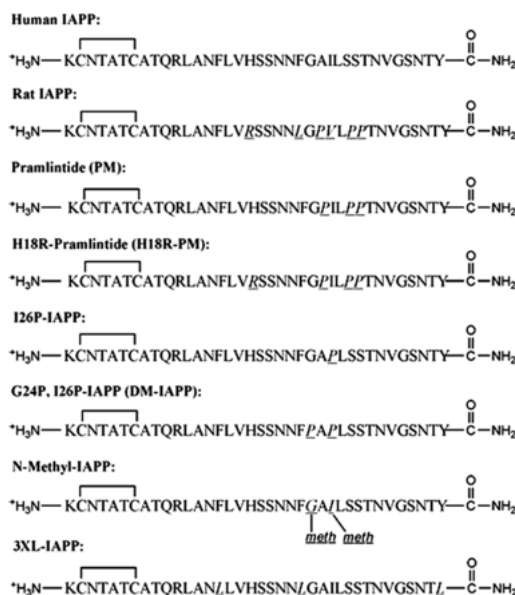 Human IAPP:
O
⁺H₃N— KCNTATCATQRLANFLVHSSNNFGAILSSTNVGSNTY—C—NH₂
Rat IAPP:
O
⁺H₃N— KCNTATCATQRLANFLVRSSNNLGPVLPPTNVGSNTY—C—NH₂
Pramlintide (PM):
O
⁺H₃N— KCNTATCATQRLANFLVHSSNNFGPILPPTNVGSNTY—C—NH₂
H18R-Pramlintide (H18R-PM):
O
⁺H₃N— KCNTATCATQRLANFLVRSSNNFGPILPPTNVGSNTY—C—NH₂
I26P-IAPP:
O
⁺H₃N— KCNTATCATQRLANFLVHSSNNFGAPLSSTNVGSNTY—C—NH₂
G24P, I26P-IAPP (DM-IAPP):
O
⁺H₃N— KCNTATCATQRLANFLVHSSNNFPAPLSSTNVGSNTY—C—NH₂
N-Methyl-IAPP:
O
⁺H₃N— KCNTATCATQRLANFLVHSSNNFGAILSSTNVGSNTY—C—NH₂
meth meth
3XL-IAPP:
O
⁺H₃N— KCNTATCATQRLANLLVHSSNNLGAILSSTNVGSNTL—C—NH₂